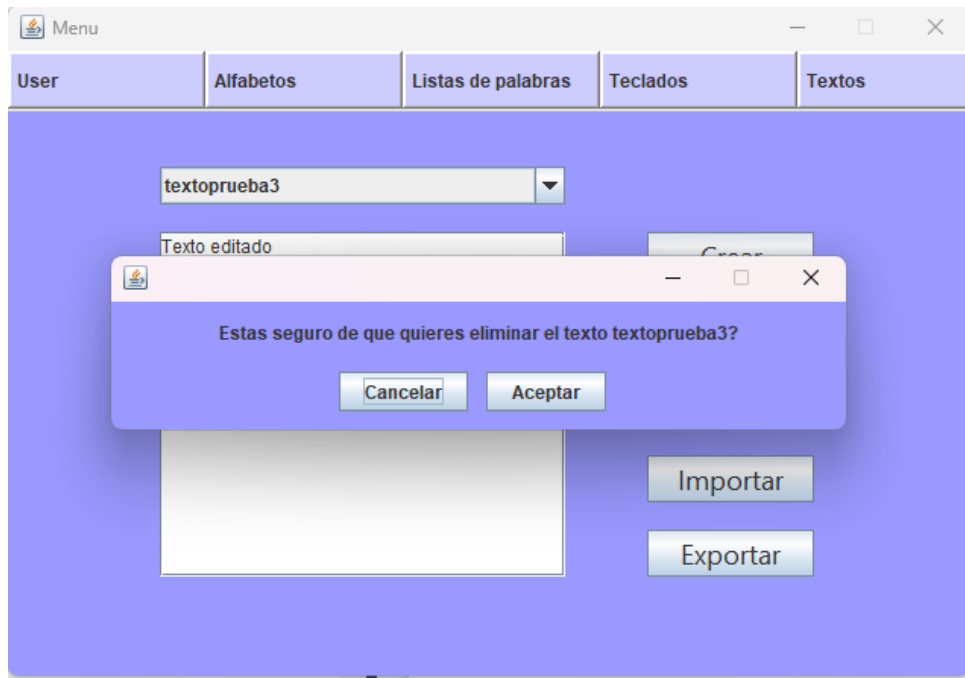 Menu
User Alfabetos Listas de palabras Teclados Textos
textoprueba3
Texto editado
Crear
Estas seguro de que quieres eliminar el texto textoprueba3?
Cancelar Aceptar
Importar
Exportar